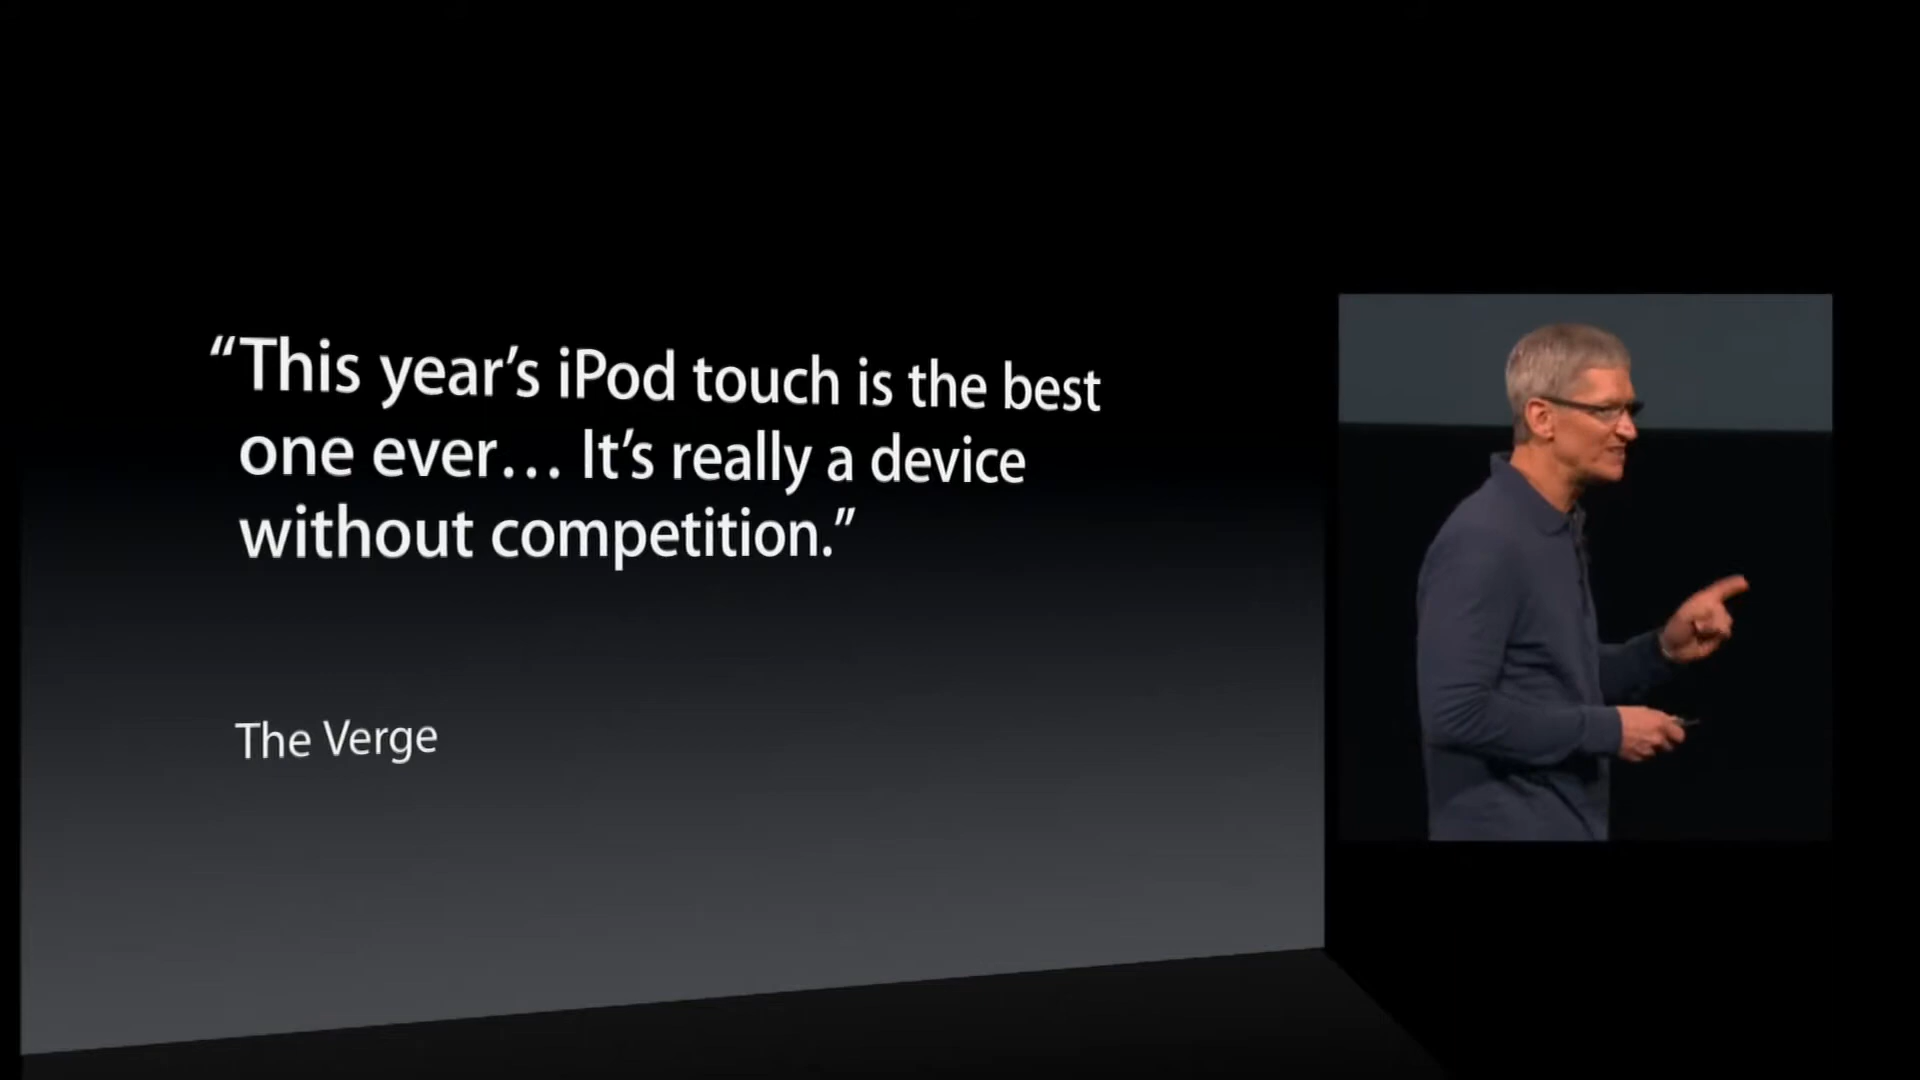 “This year’s iPod touch is the best
one ever… It’s really a device
without competition.”
The Verge